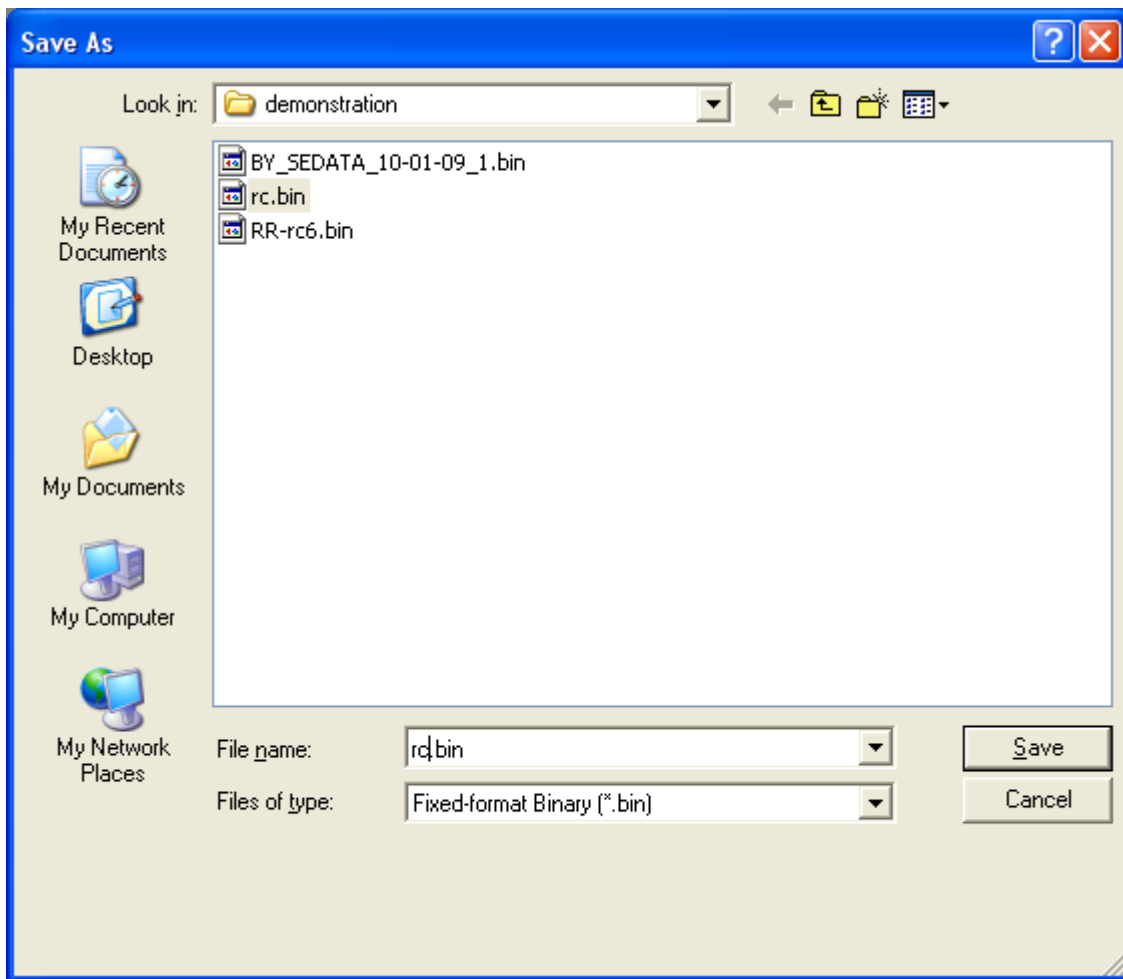 Save As
Look in:
demonstration
BY_SEDATA_10-01-09_1.bin
rc.bin
RR-rc6.bin
My Recent
Documents
Desktop
My Documents
My Computer
My Network
Places
File name:
rc.bin
Save
Files of type:
Fixed-format Binary (*.bin)
Cancel